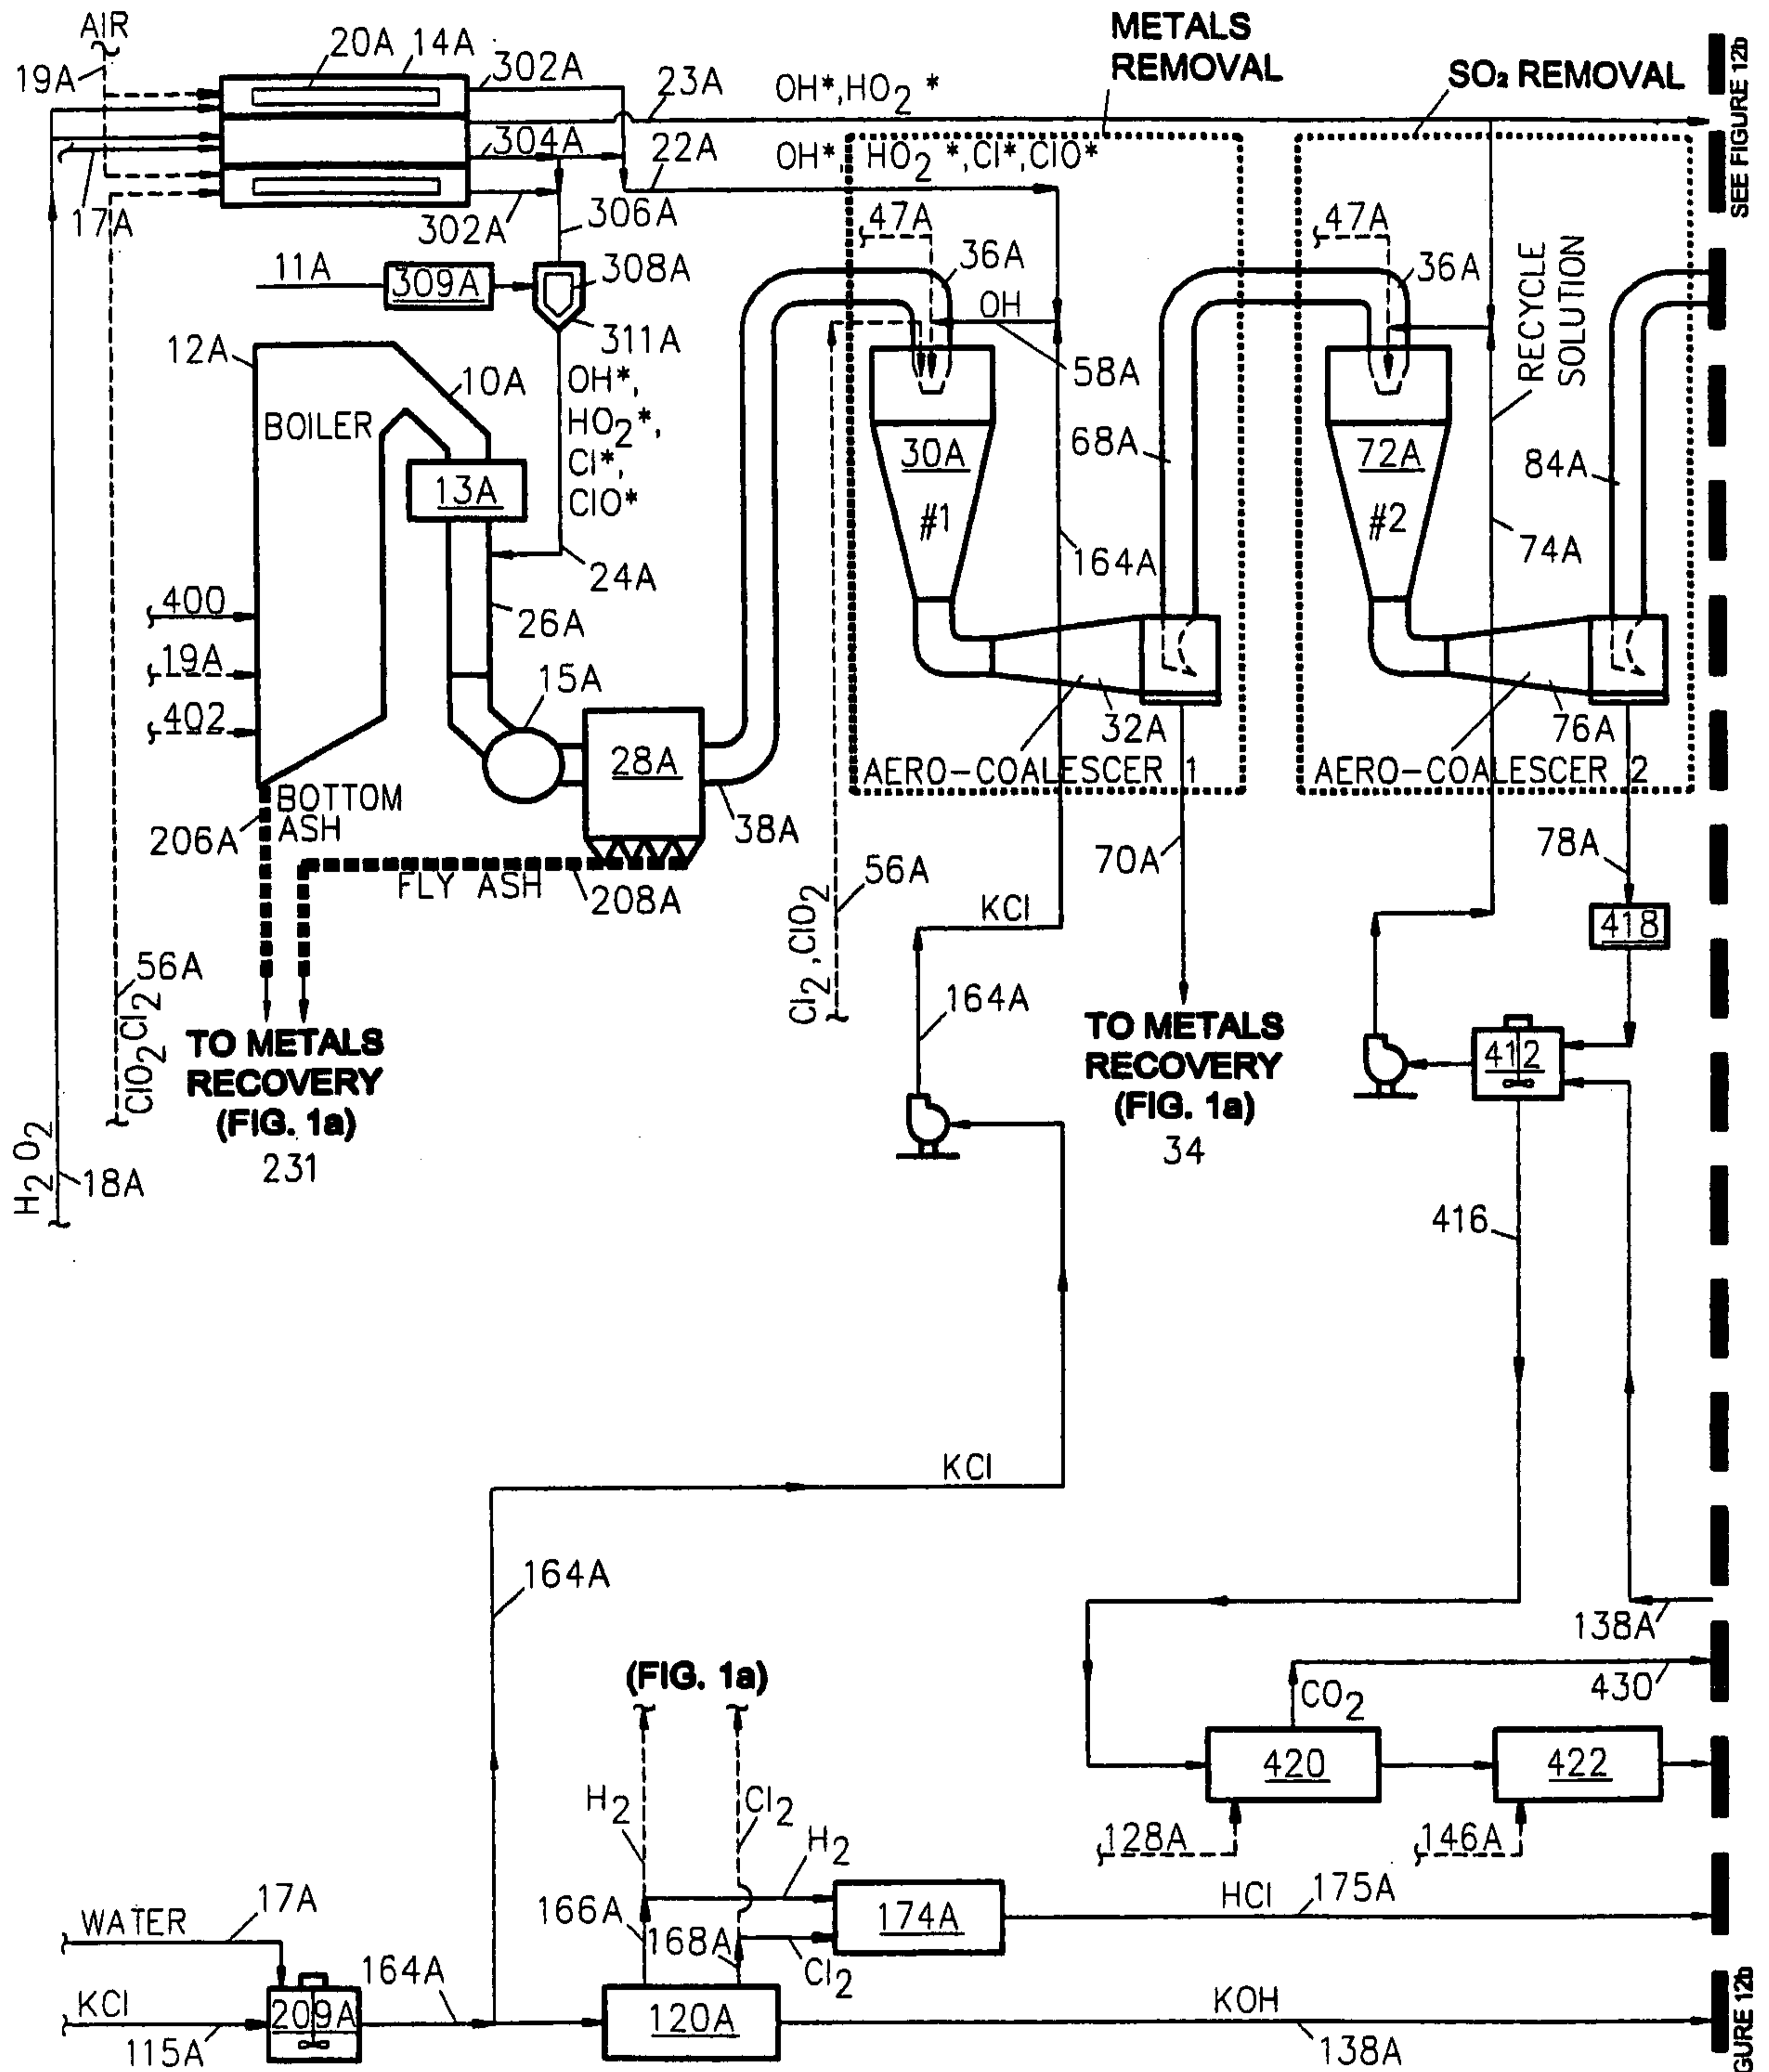 AIR
19A
20A
14A
302A
23A
OH*,HO2 *
METALS
REMOVAL
SO2 REMOVAL
SEE FIGURE 12b
304A
22A
OH*, HO2 *,Cl*,ClO*
17A
302A
306A
47A
47A
11A
309A
308A
36A
36A
OH
RECYCLE
SOLUTION
311A
12A
10A
58A
BOILER
OH*,
HO2*,
Cl*,
ClO*
13A
30A
#1
68A
72A
#2
84A
24A
164A
74A
400
26A
19A
15A
402
28A
32A
76A
AERO-COALESCER 1
AERO-COALESCER 2
BOTTOM
ASH
206A
38A
70A
78A
FLY ASH
208A
56A
Cl2 ,ClO2
KCl
418
56A
ClO2 Cl2
164A
TO METALS
RECOVERY
(FIG. 1a)
231
TO METALS
RECOVERY
(FIG. 1a)
34
412
H2 O2
18A
416
KCl
164A
138A
(FIG. 1a)
CO2
430
420
422
H2
Cl2
128A
146A
H2
17A
WATER
166A
174A
HCl
175A
168A
Cl2
164A
KCl
209A
120A
KOH
115A
138A
GURE 12b